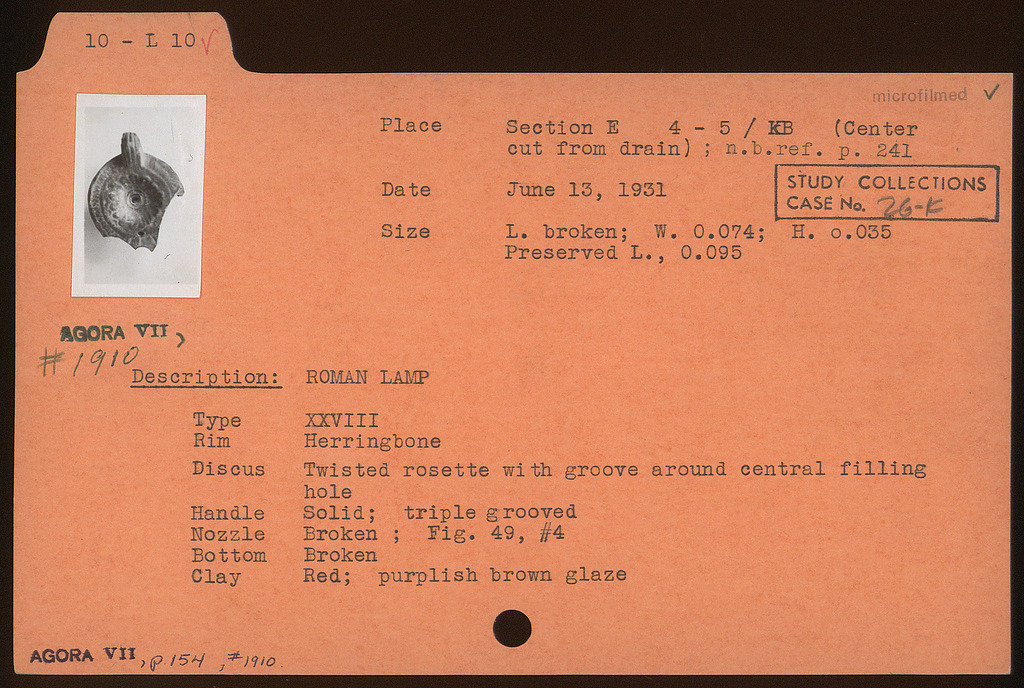 10 - L 10 ✓
microfilmed ✓
Place Section E 4 - 5 / KB (Center
cut from drain) ; n.b.ref. p. 241
Date June 13, 1931
STUDY COLLECTIONS
CASE No. 26-K
Size L. broken; W. 0.074; H. o.035
Preserved L., 0.095
AGORA VII,
#1910
Description: ROMAN LAMP
Type XXVIII
Rim Herringbone
Discus Twisted rosette with groove around central filling
hole
Handle Solid; triple grooved
Nozzle Broken ; Fig. 49, #4
Bottom Broken
Clay Red; purplish brown glaze
AGORA VII, p.154, #1910.